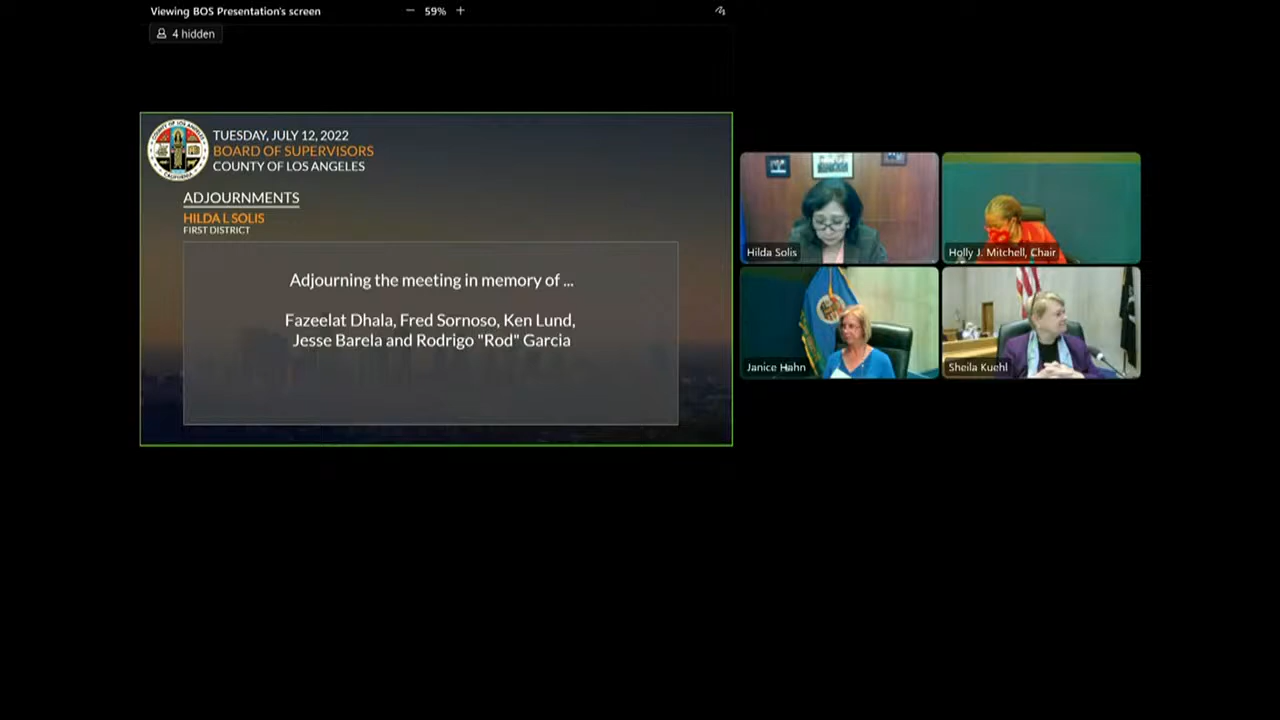 Viewing BOS Presentation's screen
59%
4 hidden
TUESDAY, JULY 12, 2022
BOARD OF SUPERVISORS
COUNTY OF LOS ANGELES
ADJOURNMENTS
HILDA L SOLIS
FIRST DISTRICT
Adjourning the meeting in memory of ...
Fazeelat Dhala, Fred Sornoso, Ken Lund,
Jesse Barela and Rodrigo "Rod" Garcia
Hilda Solis
Holly J. Mitchell, Chair
Janice Hahn
Sheila Kuehl